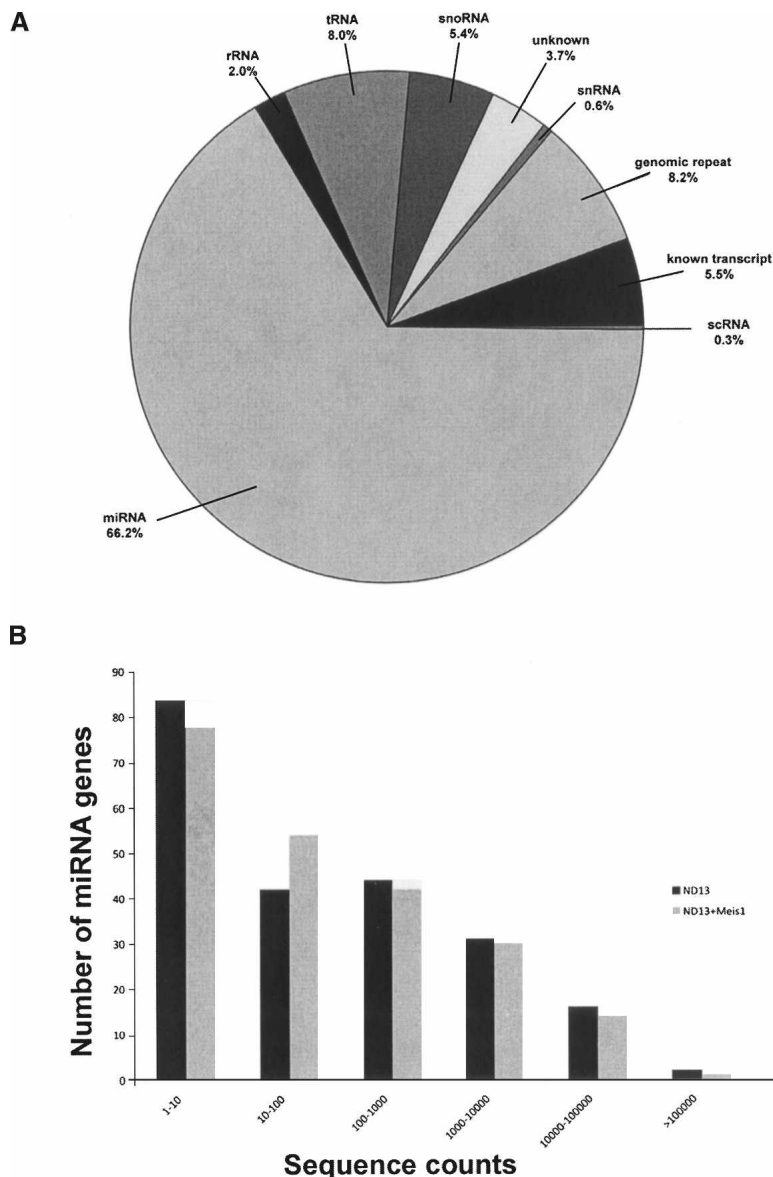 A
tRNA
8.0%
snoRNA
5.4%
unknown
3.7%
rRNA
2.0%
snRNA
0.6%
genomic repeat
8.2%
known transcript
5.5%
scRNA
0.3%
miRNA
66.2%
B
Number of miRNA genes
90
80
70
60
50
40
30
20
10
0
ND13
ND13+Meis1
1-10
10-100
100-1000
1000-10000
10000-100000
>100000
Sequence counts